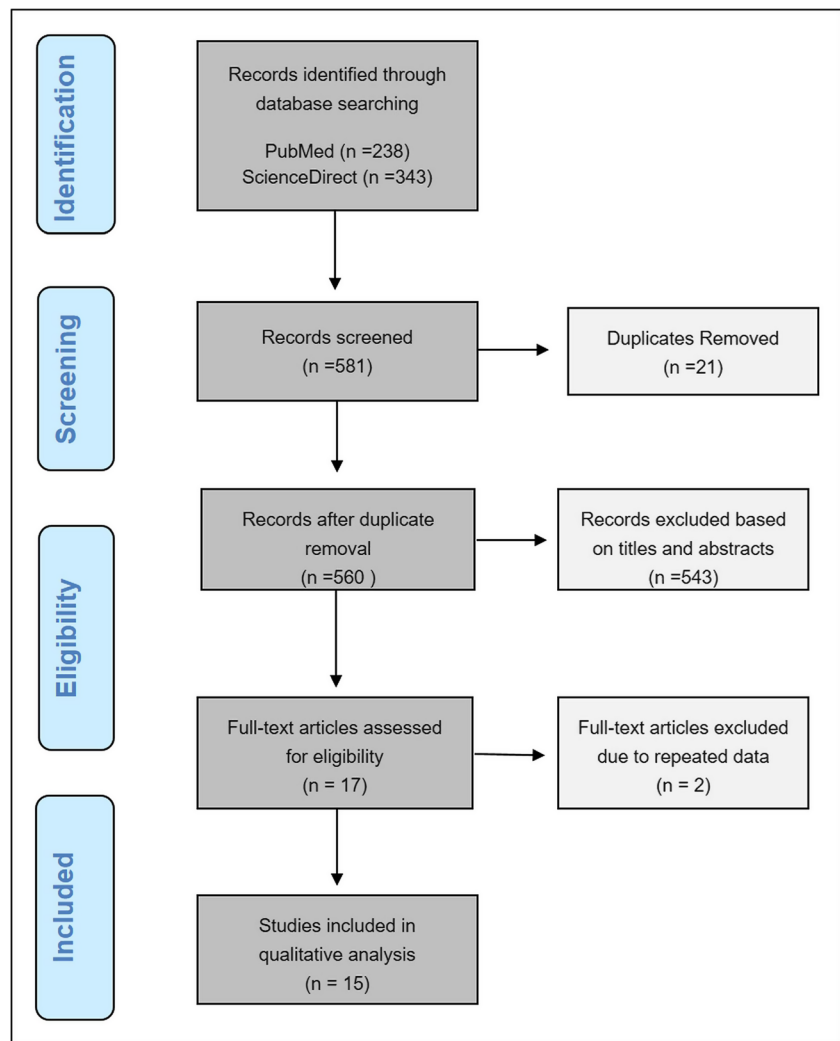 Identification
Records identified through
database searching
PubMed (n =238)
ScienceDirect (n =343)
Screening
Records screened
(n =581)
Duplicates Removed
(n =21)
Eligibility
Records after duplicate
removal
(n =560 )
Records excluded based
on titles and abstracts
(n =543)
Full-text articles assessed
for eligibility
(n = 17)
Full-text articles excluded
due to repeated data
(n = 2)
Included
Studies included in
qualitative analysis
(n = 15)